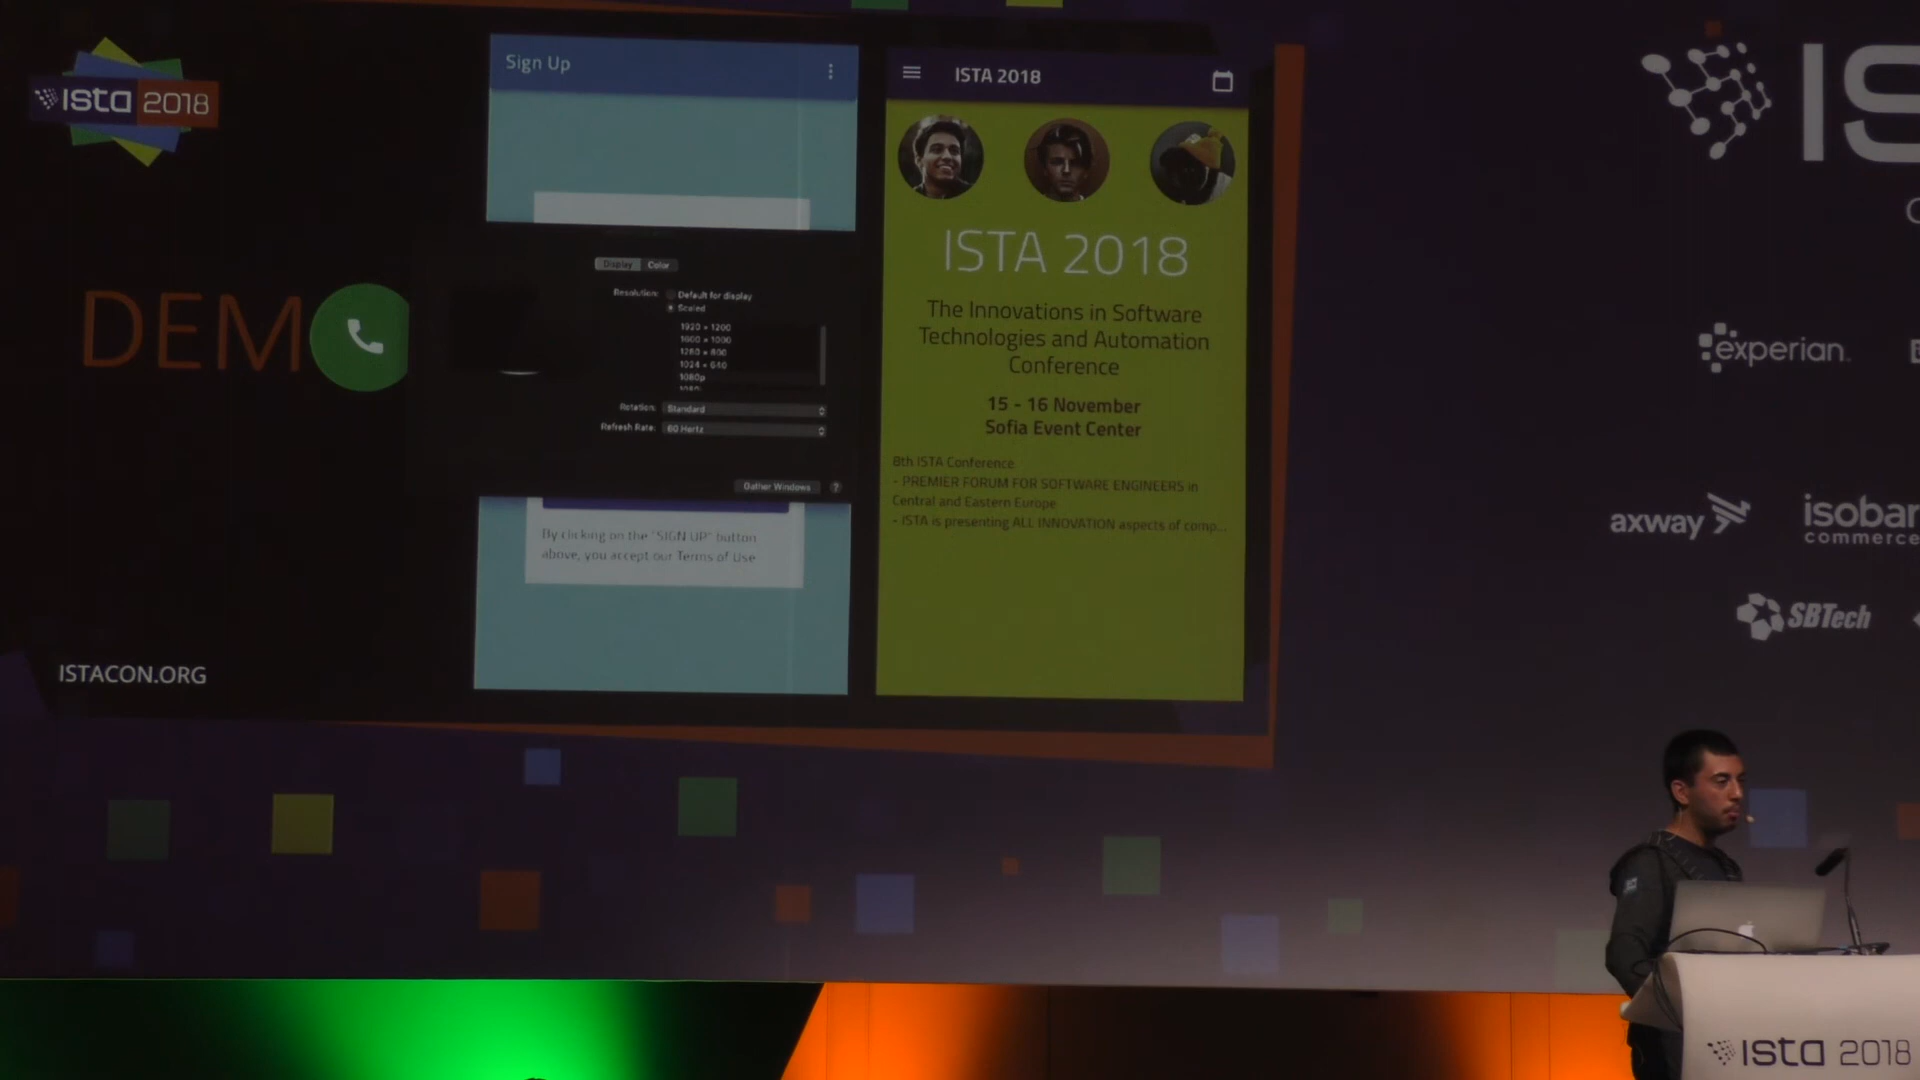 ista 2018
DEM
ISTACON.ORG
Sign Up
Display
Color
Resolution:
Default for display
Scaled
1920 × 1200
1600 × 1000
1280 × 800
1024 × 640
1080p
Rotation:
Standard
Refresh Rate:
60 Hertz
Gather Windows
?
By clicking on the "SIGN UP" button
above, you accept our Terms of Use
ISTA 2018
ISTA 2018
The Innovations in Software
Technologies and Automation
Conference
15 - 16 November
Sofia Event Center
8th ISTA Conference
- PREMIER FORUM FOR SOFTWARE ENGINEERS in
Central and Eastern Europe
- ISTA is presenting ALL INNOVATION aspects of comp...
IS
experian.
axway
isobar
commerce
SBTech
ista 2018